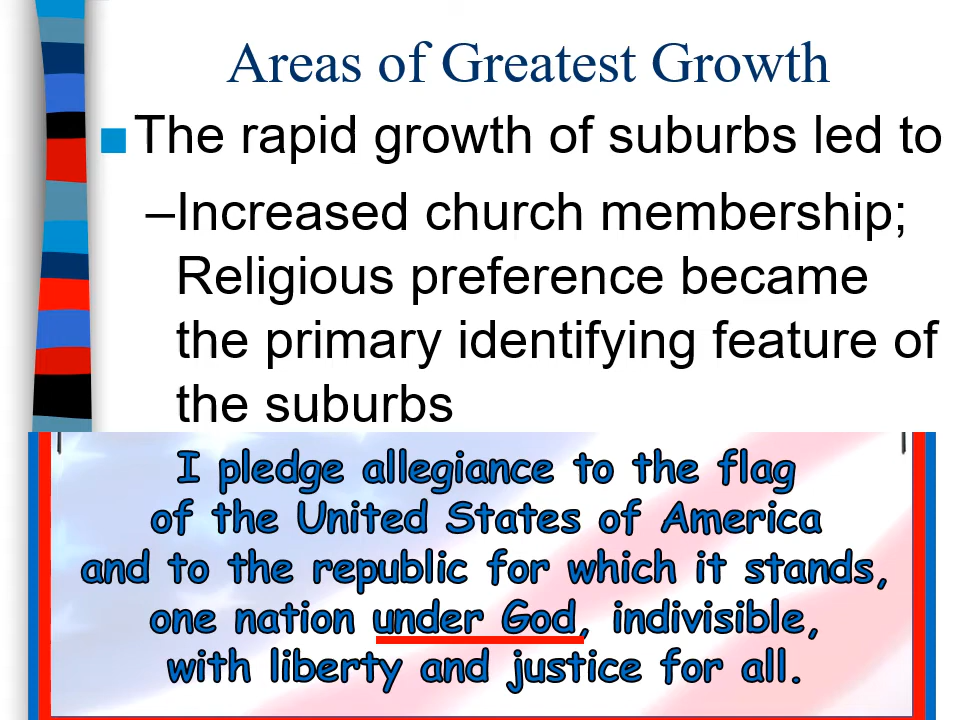 Areas of Greatest Growth
■The rapid growth of suburbs led to
–Increased church membership;
Religious preference became
the primary identifying feature of
the suburbs
I pledge allegiance to the flag
of the United States of America
and to the republic for which it stands,
one nation under God, indivisible,
with liberty and justice for all.